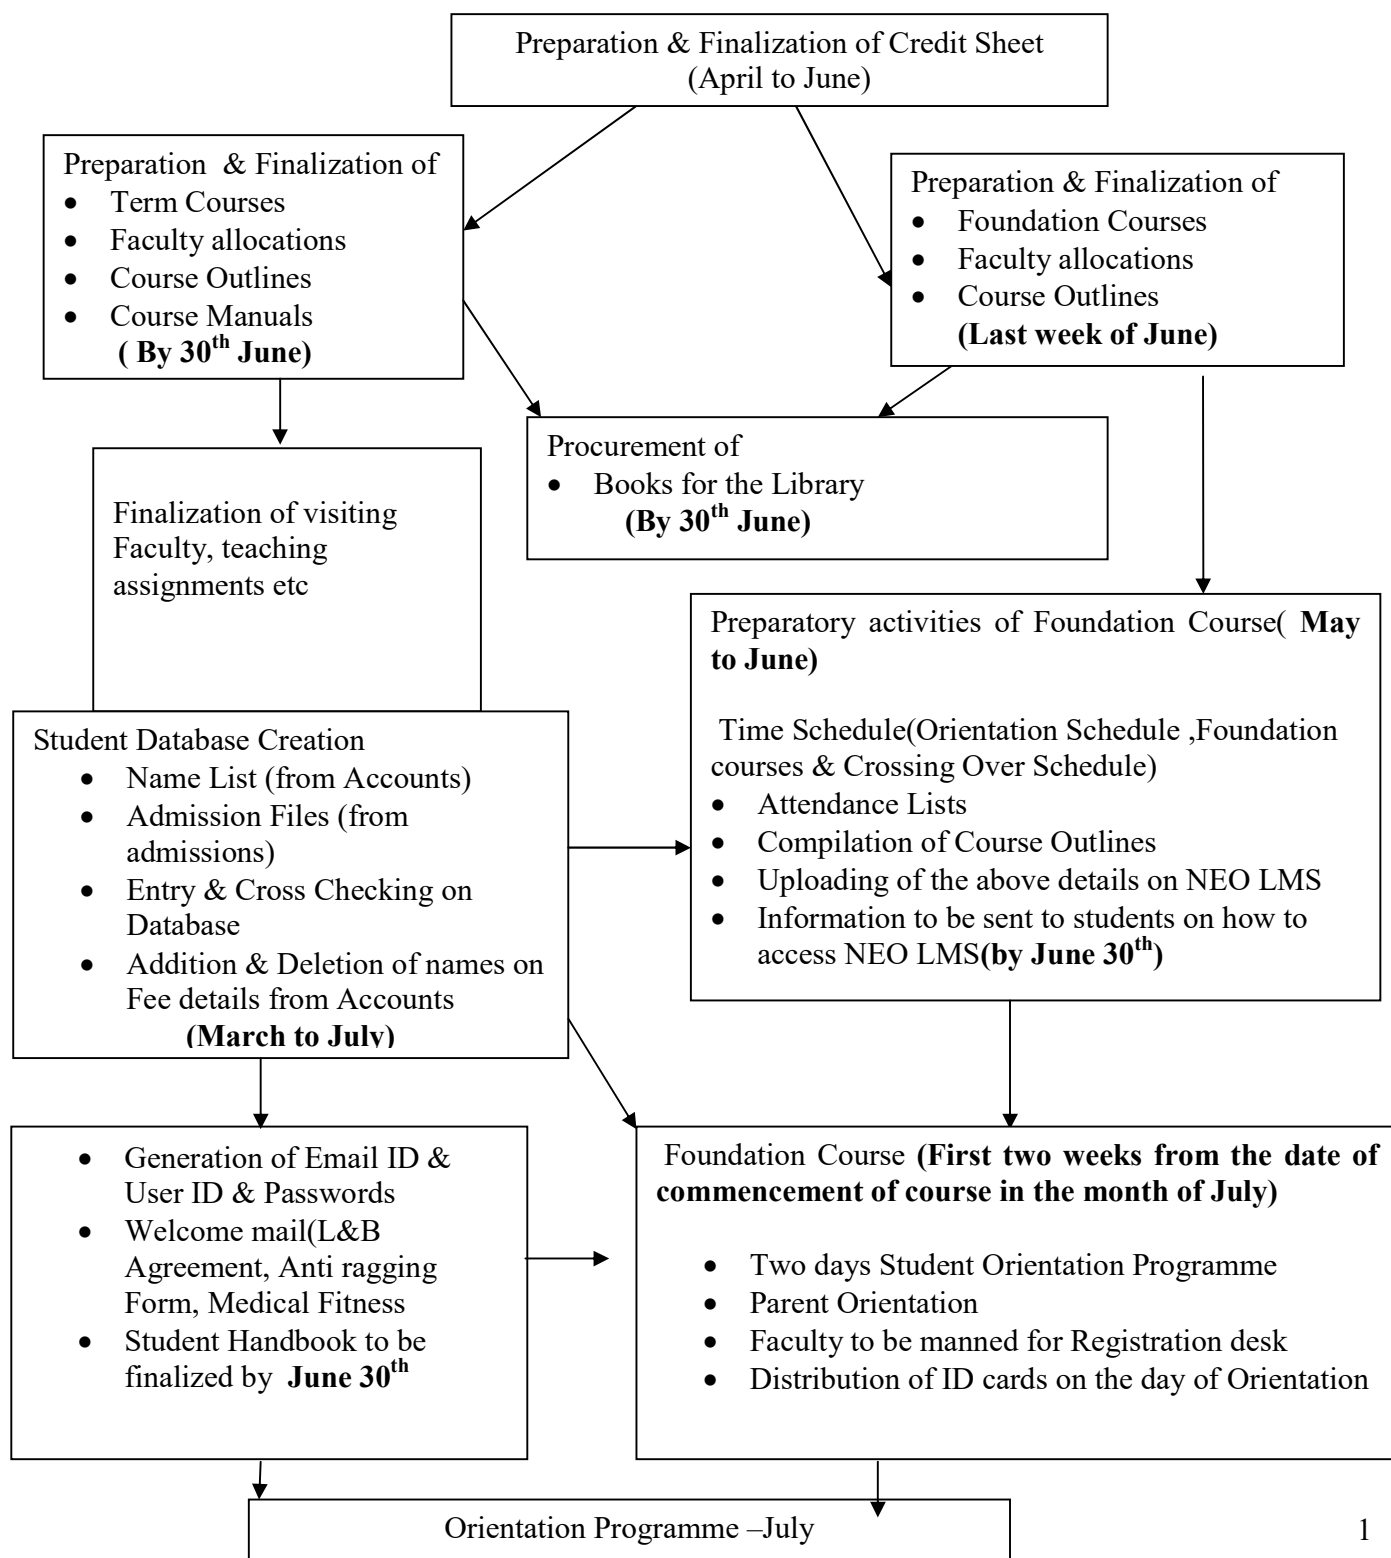 Preparation & Finalization of Credit Sheet
(April to June)
Preparation & Finalization of
• Term Courses
• Faculty allocations
• Course Outlines
• Course Manuals
( By 30th June)
Preparation & Finalization of
• Foundation Courses
• Faculty allocations
• Course Outlines
(Last week of June)
Procurement of
• Books for the Library
(By 30th June)
Finalization of visiting
Faculty, teaching
assignments etc
Preparatory activities of Foundation Course( May
to June)
Time Schedule(Orientation Schedule ,Foundation
courses & Crossing Over Schedule)
• Attendance Lists
• Compilation of Course Outlines
• Uploading of the above details on NEO LMS
• Information to be sent to students on how to
access NEO LMS(by June 30th)
Student Database Creation
• Name List (from Accounts)
• Admission Files (from
admissions)
• Entry & Cross Checking on
Database
• Addition & Deletion of names on
Fee details from Accounts
(March to July)
• Generation of Email ID &
User ID & Passwords
• Welcome mail(L&B
Agreement, Anti ragging
Form, Medical Fitness
• Student Handbook to be
finalized by June 30th
Foundation Course (First two weeks from the date of
commencement of course in the month of July)
• Two days Student Orientation Programme
• Parent Orientation
• Faculty to be manned for Registration desk
• Distribution of ID cards on the day of Orientation
Orientation Programme –July
1